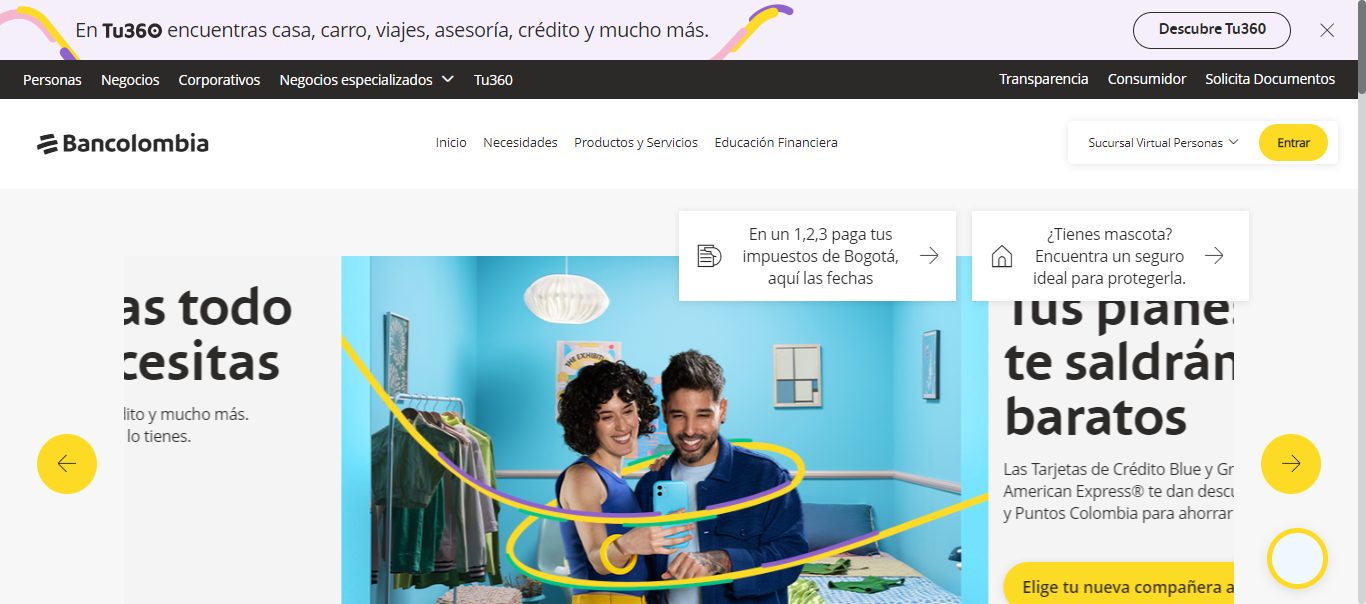 En Tu360 encuentras casa, carro, viajes, asesoría, crédito y mucho más.
Descubre Tu360
Personas Negocios Corporativos Negocios especializados Tu360
Transparencia Consumidor Solicita Documentos
Bancolombia
Inicio Necesidades Productos y Servicios Educación Financiera
Sucursal Virtual Personas
Entrar
En un 1,2,3 paga tus
impuestos de Bogotá,
aquí las fechas
¿Tienes mascota?
Encuentra un seguro
ideal para protegerla.
as todo
cesitas
dito y mucho más.
lo tienes.
THE EXHIBITI
Tus planes
te saldrán
baratos
Las Tarjetas de Crédito Blue y Gr
American Express® te dan descu
y Puntos Colombia para ahorrar
Elige tu nueva compañera a